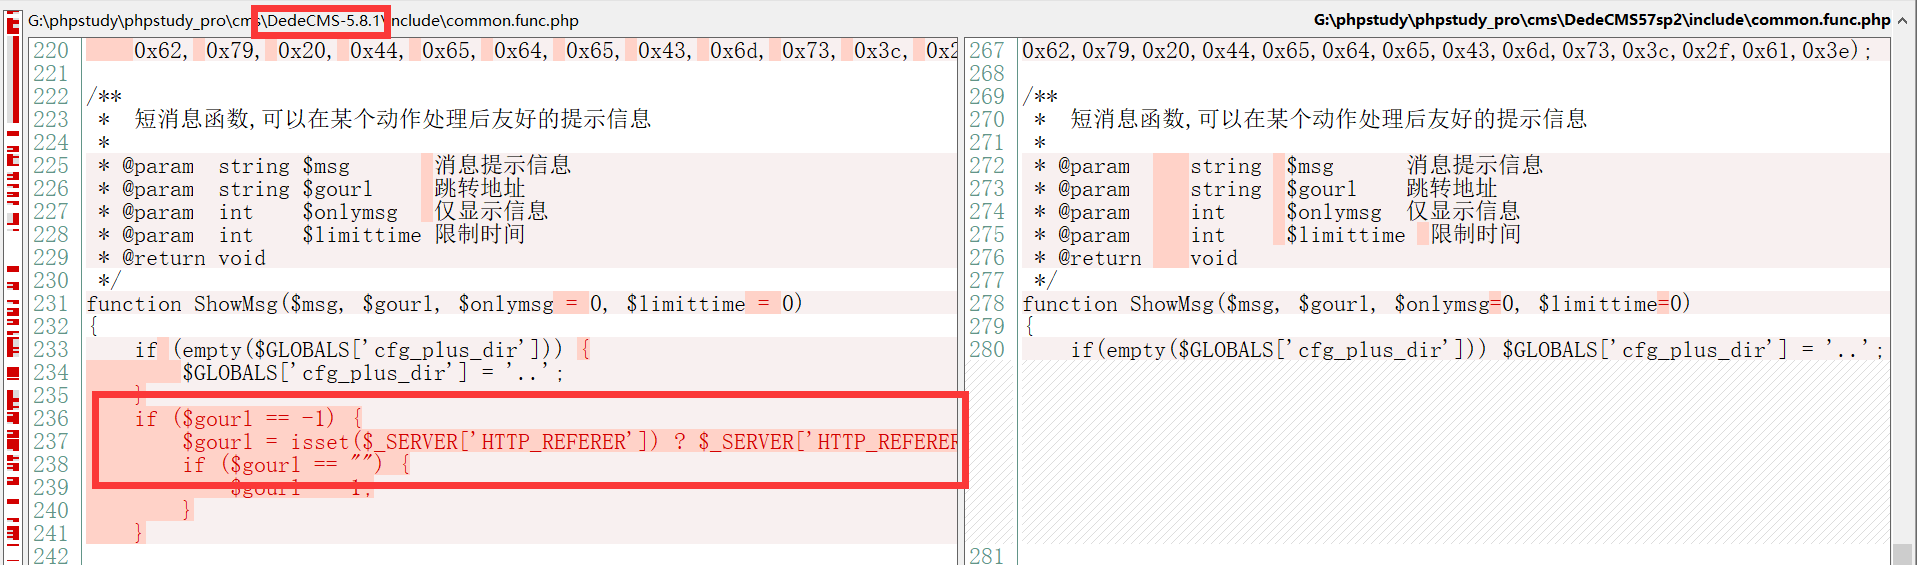 G:\phpstudy\phpstudy_pro\cms\DedeCMS-5.8.1\include\common.func.php
220 0x62, 0x79, 0x20, 0x44, 0x65, 0x64, 0x65, 0x43, 0x6d, 0x73, 0x3c, 0x2
221
222 /**
223  *  短消息函数,可以在某个动作处理后友好的提示信息
224  *
225  * @param  string $msg      消息提示信息
226  * @param  string $gourl    跳转地址
227  * @param  int    $onlymsg  仅显示信息
228  * @param  int    $limittime 限制时间
229  * @return void
230  */
231 function ShowMsg($msg, $gourl, $onlymsg = 0, $limittime = 0)
232 {
233     if (empty($GLOBALS['cfg_plus_dir'])) {
234         $GLOBALS['cfg_plus_dir'] = '..';
235     }
236     if ($gourl == -1) {
237         $gourl = isset($_SERVER['HTTP_REFERER']) ? $_SERVER['HTTP_REFERER
238         if ($gourl == "") {
239             $gourl 1;
240         }
241     }
242
G:\phpstudy\phpstudy_pro\cms\DedeCMS57sp2\include\common.func.php
267 0x62,0x79,0x20,0x44,0x65,0x64,0x65,0x43,0x6d,0x73,0x3c,0x2f,0x61,0x3e);
268
269 /**
270  *  短消息函数,可以在某个动作处理后友好的提示信息
271  *
272  * @param     string  $msg      消息提示信息
273  * @param     string  $gourl    跳转地址
274  * @param     int     $onlymsg  仅显示信息
275  * @param     int     $limittime  限制时间
276  * @return    void
277  */
278 function ShowMsg($msg, $gourl, $onlymsg=0, $limittime=0)
279 {
280     if(empty($GLOBALS['cfg_plus_dir'])) $GLOBALS['cfg_plus_dir'] = '..';
281